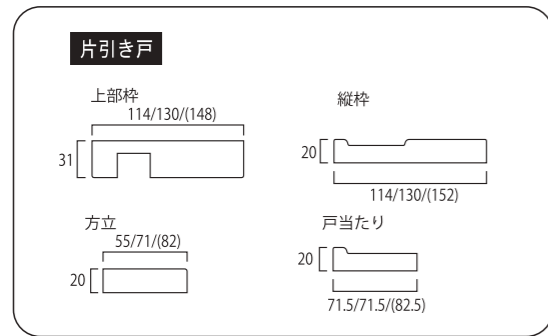 片引き戸
上部枠
114/130/(148)
31
縦枠
20
114/130/(152)
方立
55/71/(82)
20
戸当たり
20
71.5/71.5/(82.5)